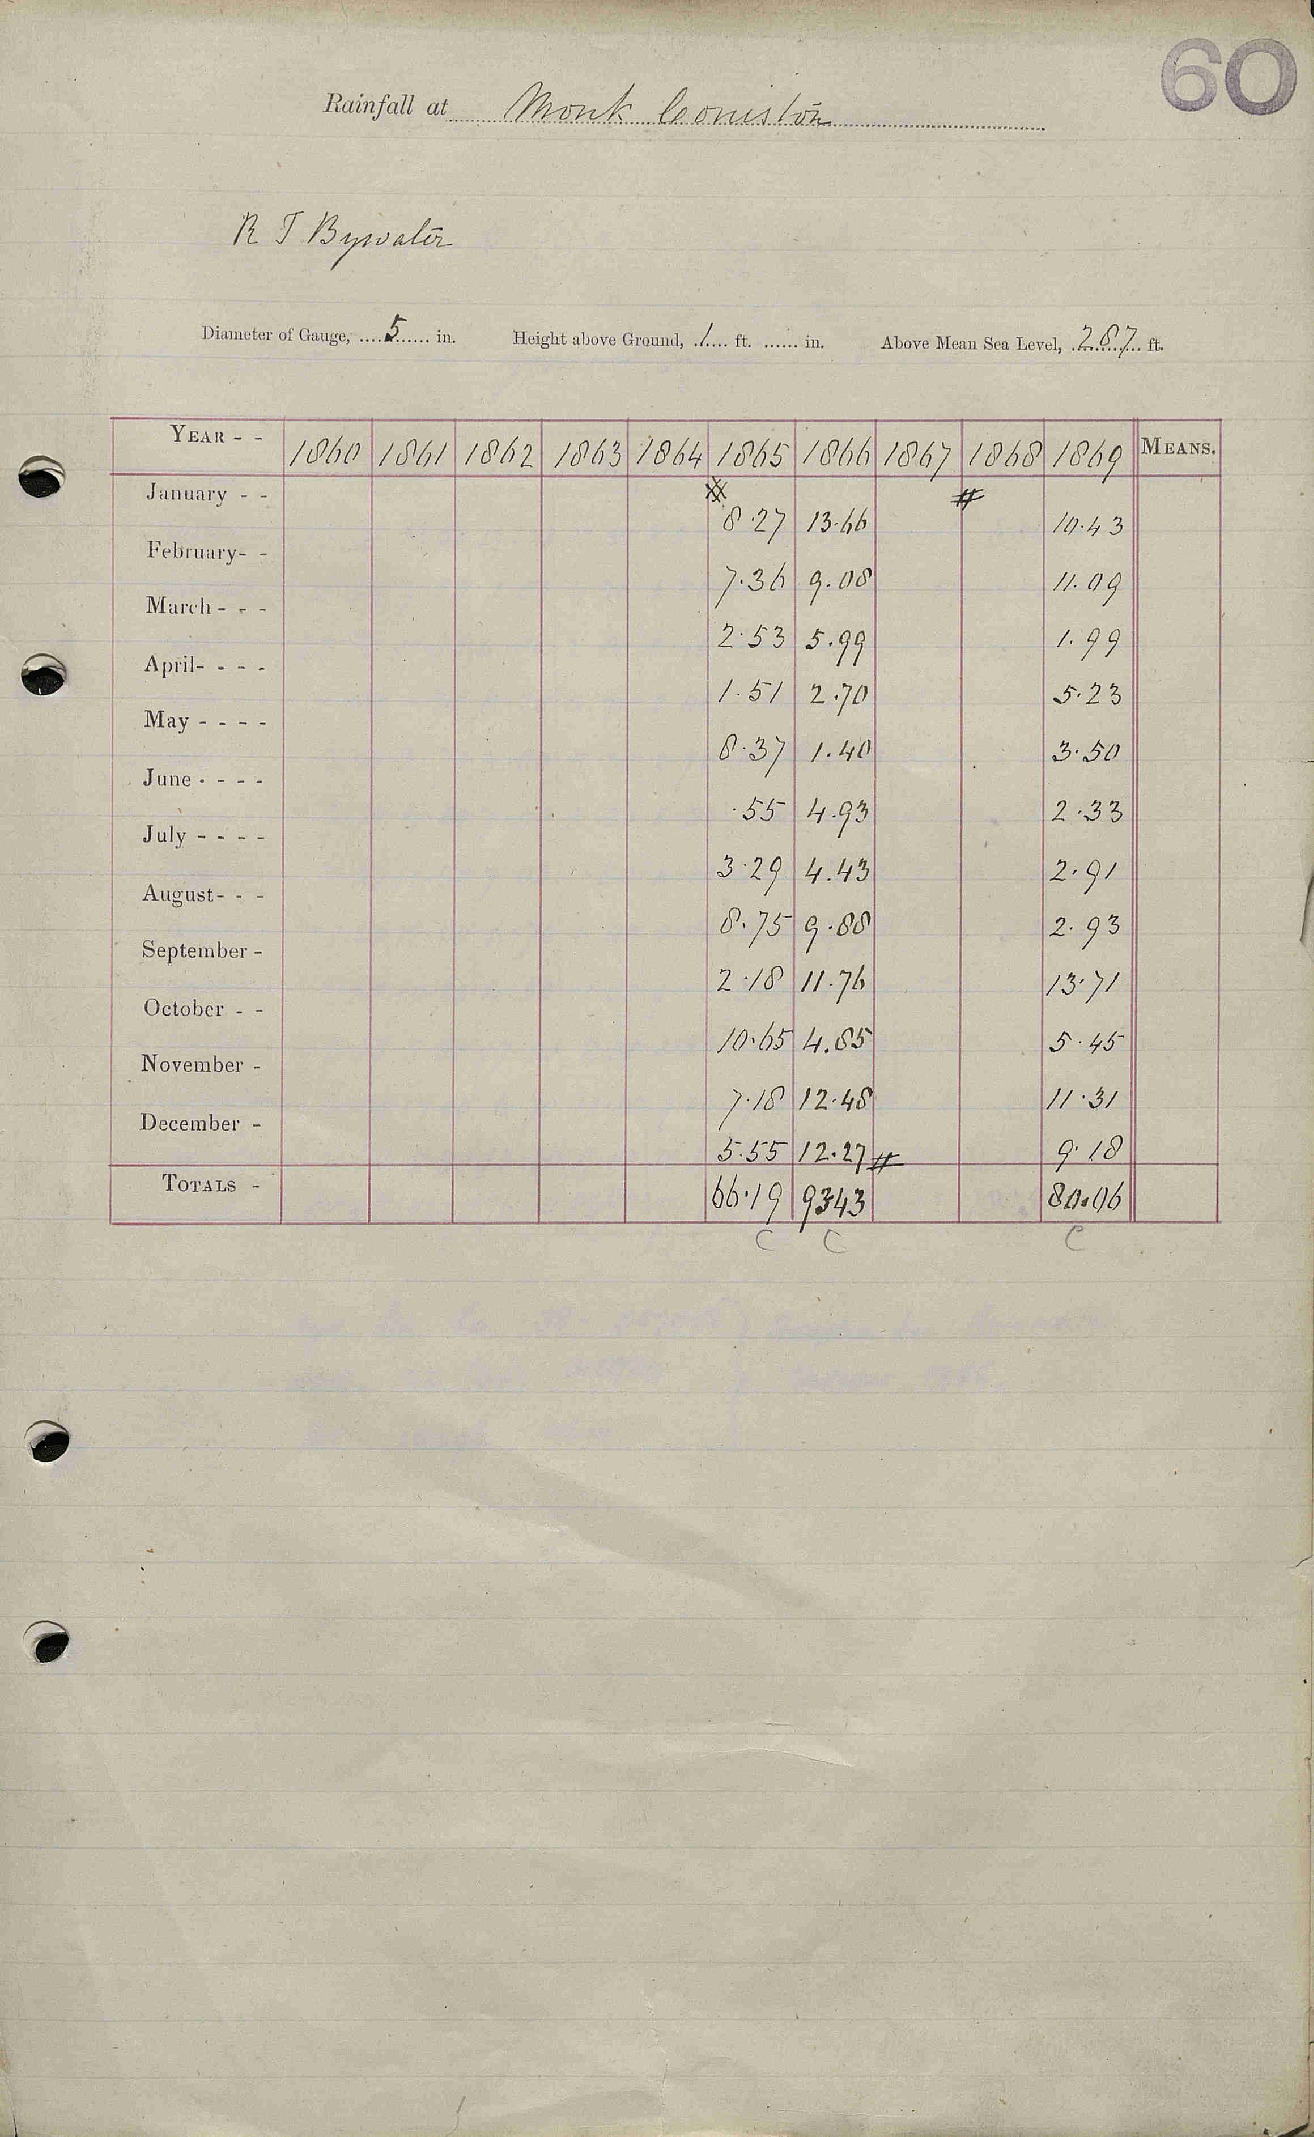 60
Rainfall at Monk Coniston
R T Bywater
Diameter of Gauge, 5 in. Height above Ground, 1 ft. in. Above Mean Sea Level, 287 ft.
YEAR - - 1860 1861 1862 1863 1864 1865 1866 1867 1868 1869 MEANS.
January - - 8.27 13.66 10.43
February - - 7.36 9.08 11.09
March - - - 2.53 5.99 1.99
April - - - - 1.51 2.70 5.23
May - - - - 8.37 1.40 3.50
June - - - - .55 4.93 2.33
July - - - - 3.29 4.43 2.91
August - - - 8.75 9.88 2.93
September - 2.18 11.76 13.71
October - - 10.65 4.85 5.45
November - 7.18 12.48 11.31
December - 5.55 12.27 9.18
TOTALS - 66.19 93.43 80.06
C C C